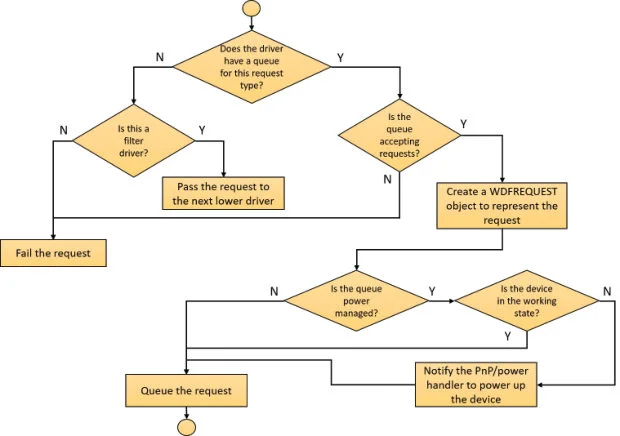 Does the driver
have a queue
for this request
type?
N
Y
Is this a
filter
driver?
N
Y
Is the
queue
accepting
requests?
Y
N
Pass the request to
the next lower driver
Create a WDFREQUEST
object to represent the
request
Fail the request
Is the queue
power
managed?
N
Y
Is the device
in the working
state?
N
Y
Notify the PnP/power
handler to power up
the device
Queue the request